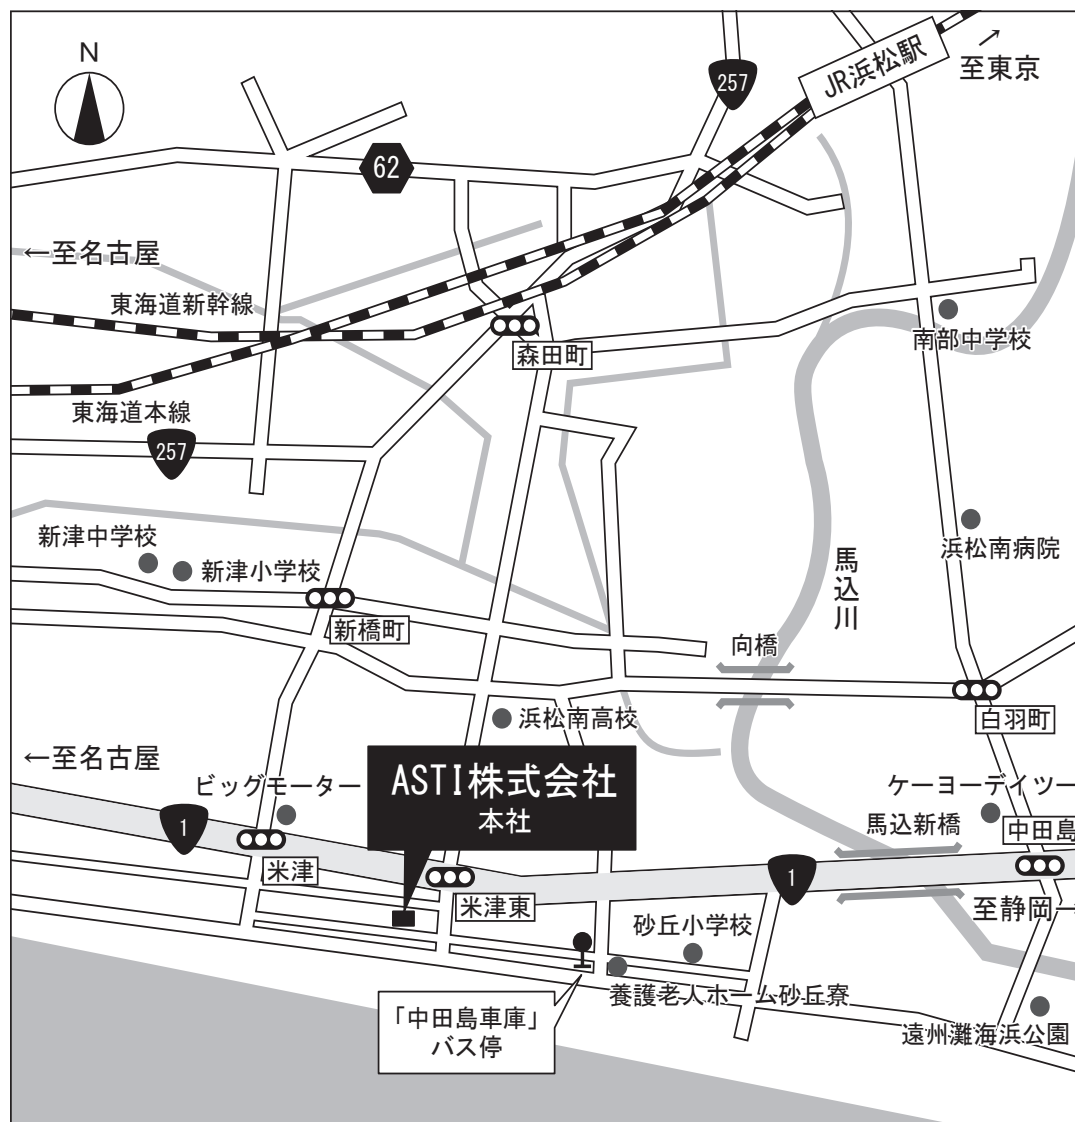 N
257
JR浜松駅
至東京
62
←至名古屋
東海道新幹線
森田町
南部中学校
東海道本線
257
新津中学校
新津小学校
浜松南病院
馬込川
新橋町
向橋
浜松南高校
白羽町
←至名古屋
ビッグモーター
ASTI株式会社
本社
ケーヨーデイツー
1
馬込新橋
中田島
米津
米津東
1
至静岡→
砂丘小学校
養護老人ホーム砂丘寮
「中田島車庫」
バス停
遠州灘海浜公園